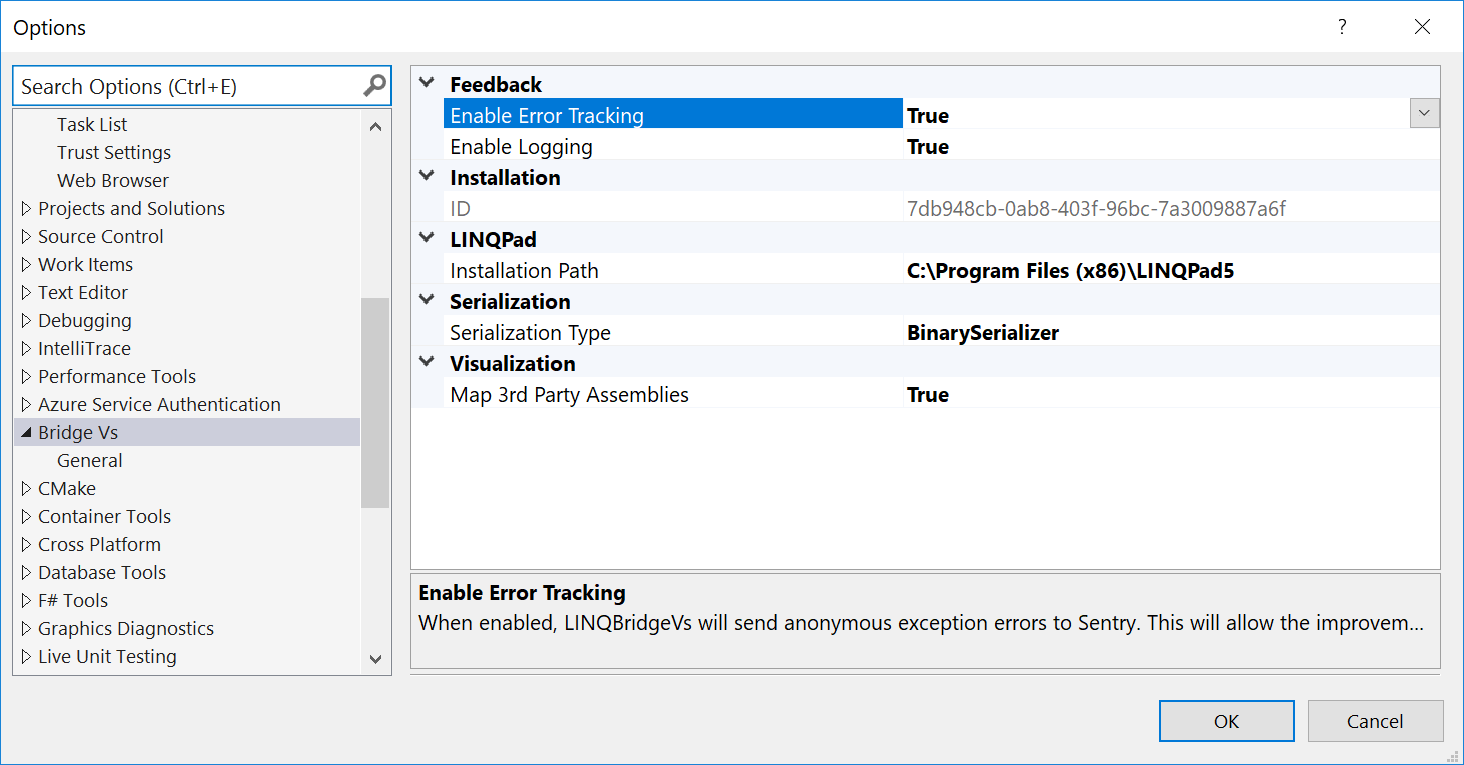 Options
?
Search Options (Ctrl+E)
Task List
Trust Settings
Web Browser
Projects and Solutions
Source Control
Work Items
Text Editor
Debugging
IntelliTrace
Performance Tools
Azure Service Authentication
Bridge Vs
General
CMake
Container Tools
Cross Platform
Database Tools
F# Tools
Graphics Diagnostics
Live Unit Testing
Feedback
Enable Error Tracking True
Enable Logging True
Installation
ID 7db948cb-0ab8-403f-96bc-7a3009887a6f
LINQPad
Installation Path C:\Program Files (x86)\LINQPad5
Serialization
Serialization Type BinarySerializer
Visualization
Map 3rd Party Assemblies True
Enable Error Tracking
When enabled, LINQBridgeVs will send anonymous exception errors to Sentry. This will allow the improvem...
OK Cancel